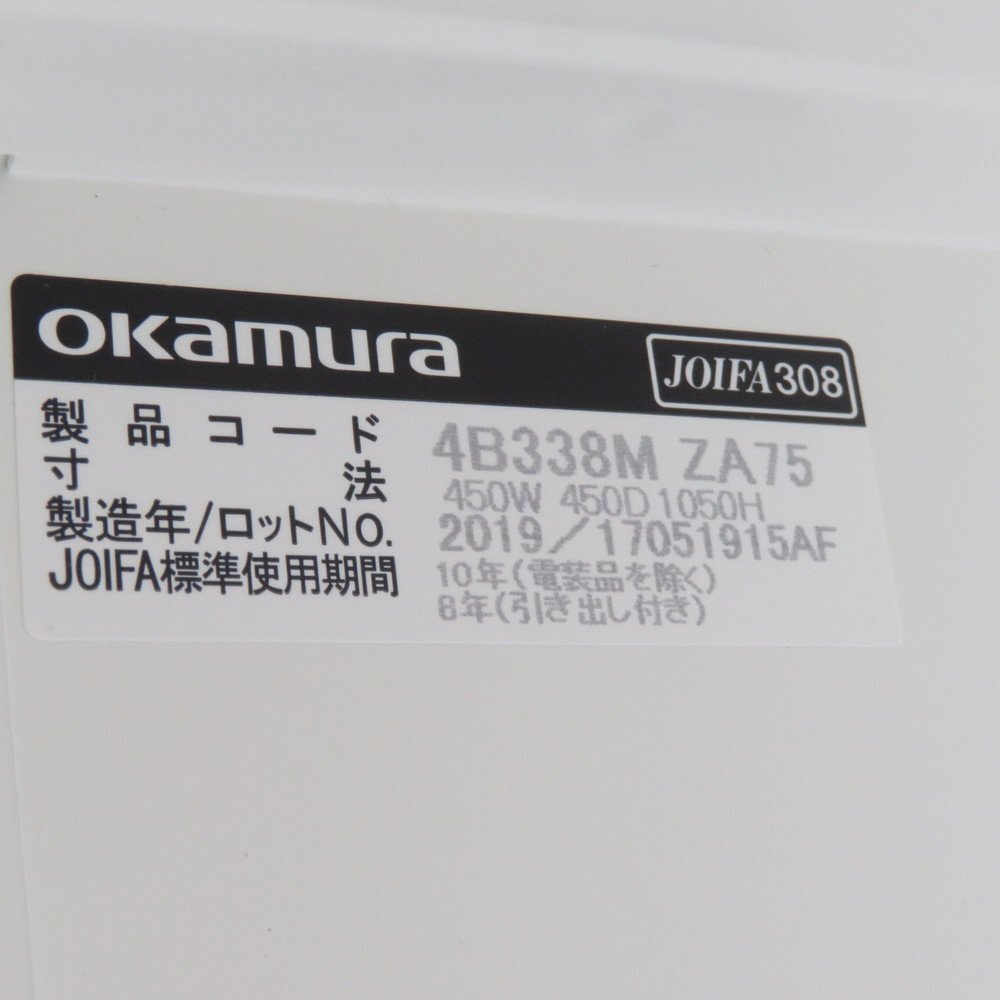 okamura JOIFA308
製品コード 4B338M ZA75
寸法 450W 450D 1050H
製造年/ロットNo. 2019/17051915AF
JOIFA標準使用期間 10年(電装品を除く)
8年(引き出し付き)